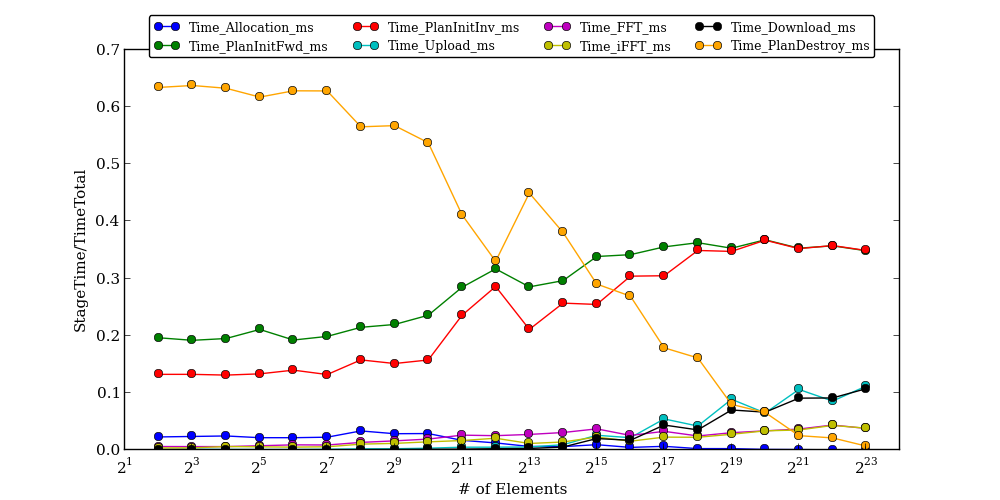 Time_Allocation_ms Time_PlanInitInv_ms Time_FFT_ms Time_Download_ms
Time_PlanInitFwd_ms Time_Upload_ms Time_iFFT_ms Time_PlanDestroy_ms
0.7
0.6
0.5
0.4
0.3
0.2
0.1
0.0
StageTime/TimeTotal
2^1 2^3 2^5 2^7 2^9 2^11 2^13 2^15 2^17 2^19 2^21 2^23
# of Elements